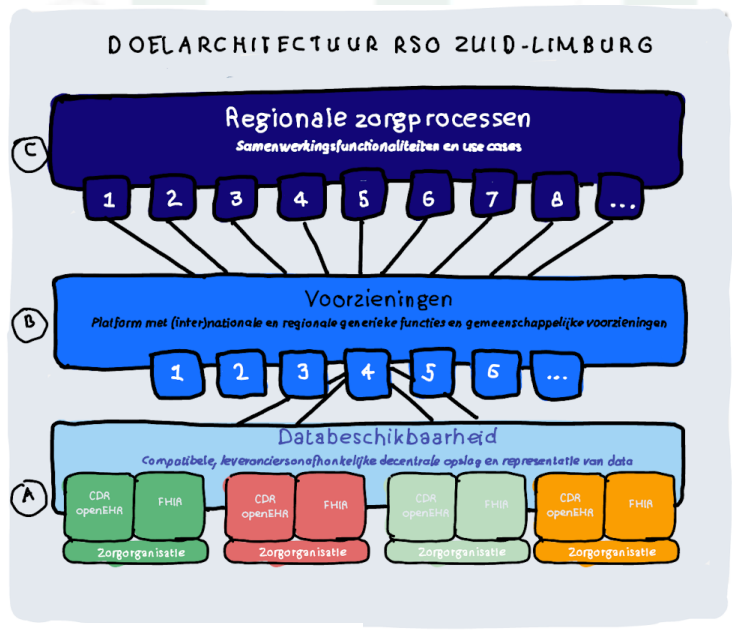 DOELARCHITECTUUR RSO ZUID-LIMBURG
Regionale zorgprocessen
Samenwerkingsfunctionaliteiten en use cases
C
1 2 3 4 5 6 7 8 ...
Voorzieningen
B
Platform met (inter)nationale en regionale generieke functies en gemeenschappelijke voorzieningen
1 2 3 4 5 6 ...
Databeschikbaarheid
Compatibele, leveranciersonafhankelijke decentrale opslag en representatie van data
A
CDR openEHR FHIR CDR openEHR FHIR CDR openEHR FHIR CDR openEHR FHIR
Zorgorganisatie Zorgorganisatie Zorgorganisatie Zorgorganisatie